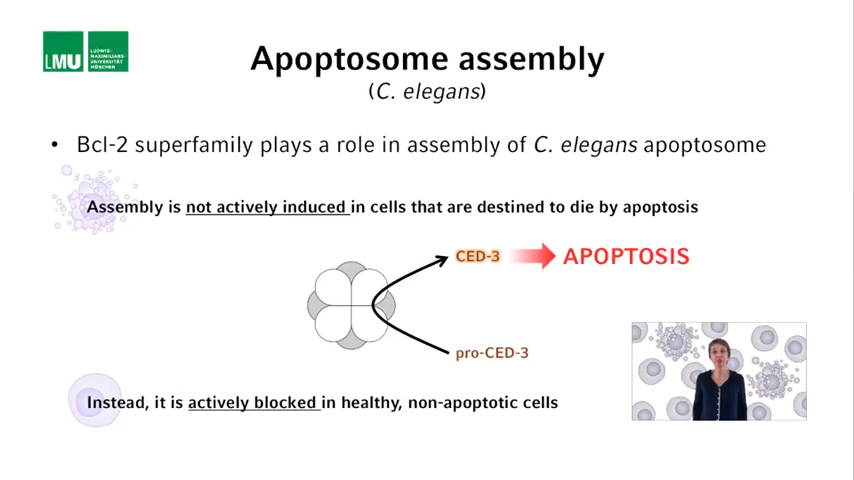 LMU
LUDWIG-
MAXIMILIANS-
UNIVERSITÄT
MÜNCHEN
Apoptosome assembly
(C. elegans)
• Bcl-2 superfamily plays a role in assembly of C. elegans apoptosome
Assembly is not actively induced in cells that are destined to die by apoptosis
CED-3
APOPTOSIS
pro-CED-3
Instead, it is actively blocked in healthy, non-apoptotic cells